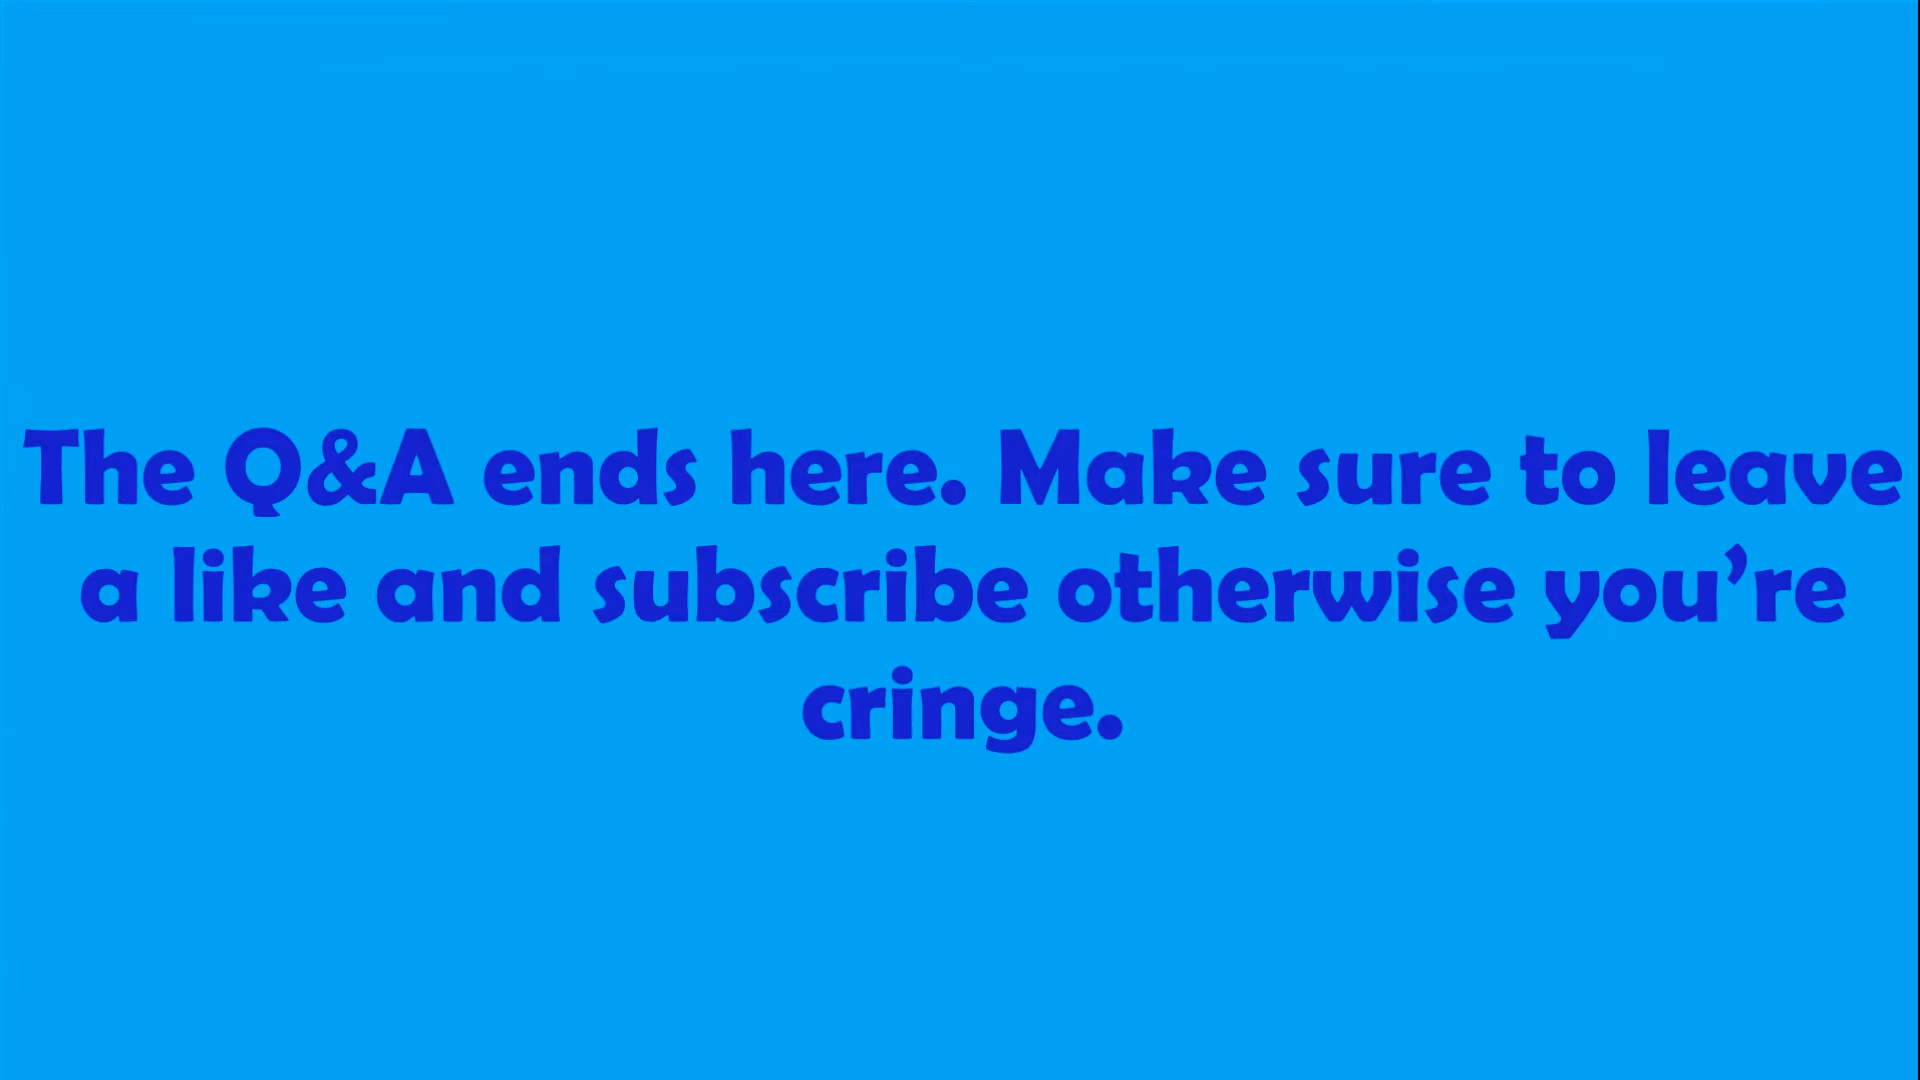 The Q&A ends here. Make sure to leave
a like and subscribe otherwise you’re
cringe.